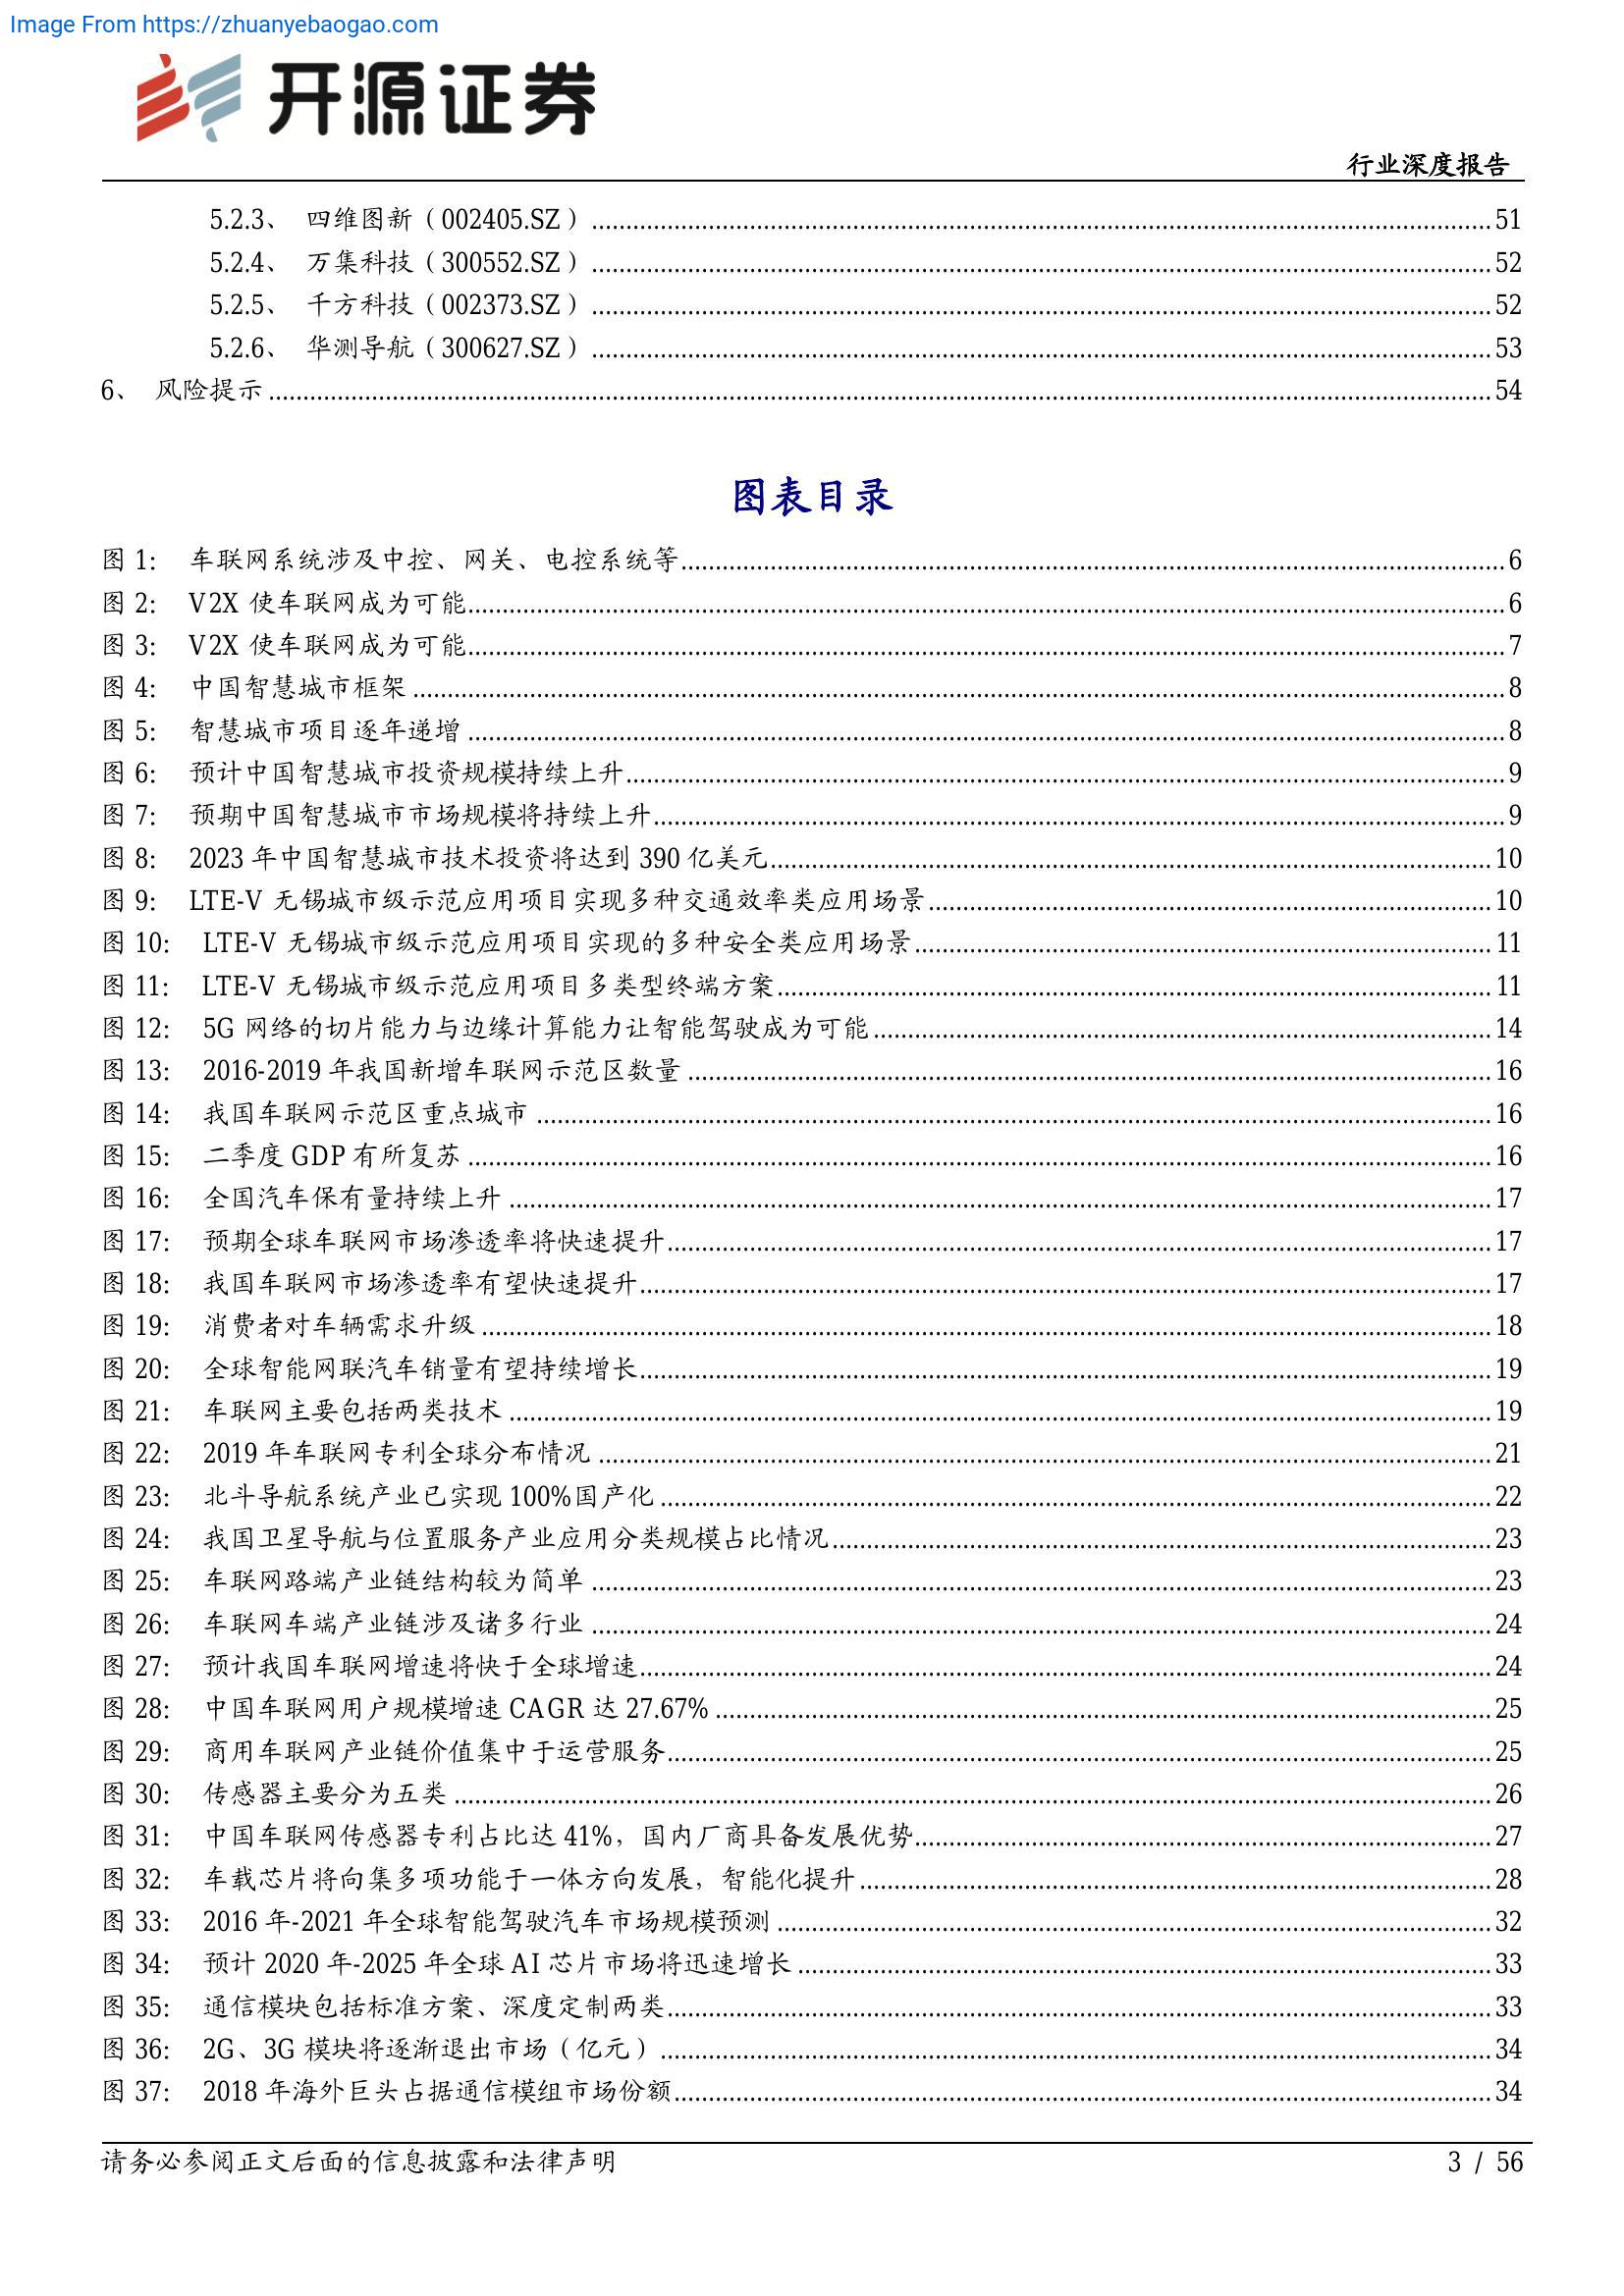 Image From https://zhuanyebaogao.com
开源证券
行业深度报告
5.2.3、 四维图新（002405.SZ）......51
5.2.4、 万集科技（300552.SZ）......52
5.2.5、 千方科技（002373.SZ）......52
5.2.6、 华测导航（300627.SZ）......53
6、 风险提示......54
图表目录
图 1： 车联网系统涉及中控、网关、电控系统等......6
图 2： V2X 使车联网成为可能......6
图 3： V2X 使车联网成为可能......7
图 4： 中国智慧城市框架......8
图 5： 智慧城市项目逐年递增......8
图 6： 预计中国智慧城市投资规模持续上升......9
图 7： 预期中国智慧城市市场规模将持续上升......9
图 8： 2023 年中国智慧城市技术投资将达到 390 亿美元......10
图 9： LTE-V 无锡城市级示范应用项目实现多种交通效率类应用场景......10
图 10： LTE-V 无锡城市级示范应用项目实现的多种安全类应用场景......11
图 11： LTE-V 无锡城市级示范应用项目多类型终端方案......11
图 12： 5G 网络的切片能力与边缘计算能力让智能驾驶成为可能......14
图 13： 2016-2019 年我国新增车联网示范区数量......16
图 14： 我国车联网示范区重点城市......16
图 15： 二季度 GDP 有所复苏......16
图 16： 全国汽车保有量持续上升......17
图 17： 预期全球车联网市场渗透率将快速提升......17
图 18： 我国车联网市场渗透率有望快速提升......17
图 19： 消费者对车辆需求升级......18
图 20： 全球智能网联汽车销量有望持续增长......19
图 21： 车联网主要包括两类技术......19
图 22： 2019 年车联网专利全球分布情况......21
图 23： 北斗导航系统产业已实现 100%国产化......22
图 24： 我国卫星导航与位置服务产业应用分类规模占比情况......23
图 25： 车联网路端产业链结构较为简单......23
图 26： 车联网车端产业链涉及诸多行业......24
图 27： 预计我国车联网增速将快于全球增速......24
图 28： 中国车联网用户规模增速 CAGR 达 27.67%......25
图 29： 商用车联网产业链价值集中于运营服务......25
图 30： 传感器主要分为五类......26
图 31： 中国车联网传感器专利占比达 41%，国内厂商具备发展优势......27
图 32： 车载芯片将向集多项功能于一体方向发展，智能化提升......28
图 33： 2016 年-2021 年全球智能驾驶汽车市场规模预测......32
图 34： 预计 2020 年-2025 年全球 AI 芯片市场将迅速增长......33
图 35： 通信模块包括标准方案、深度定制两类......33
图 36： 2G、3G 模块将逐渐退出市场（亿元）......34
图 37： 2018 年海外巨头占据通信模组市场份额......34
请务必参阅正文后面的信息披露和法律声明
3 / 56